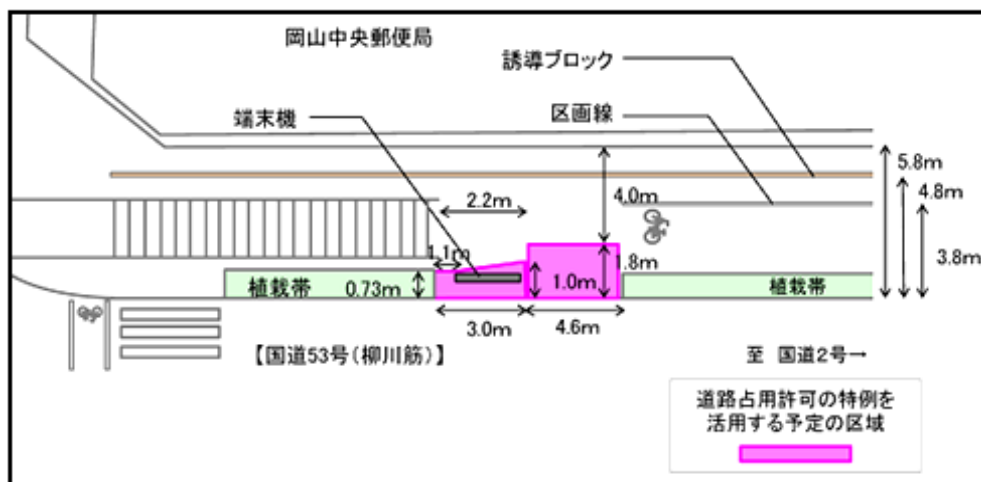 岡山中央郵便局
誘導ブロック
端末機
区画線
5.8m
4.0m
4.8m
2.2m
1.1m
1.8m
3.8m
植栽帯
0.73m
1.0m
植栽帯
3.0m
4.6m
【国道53号(柳川筋)】
至 国道2号→
道路占用許可の特例を
活用する予定の区域